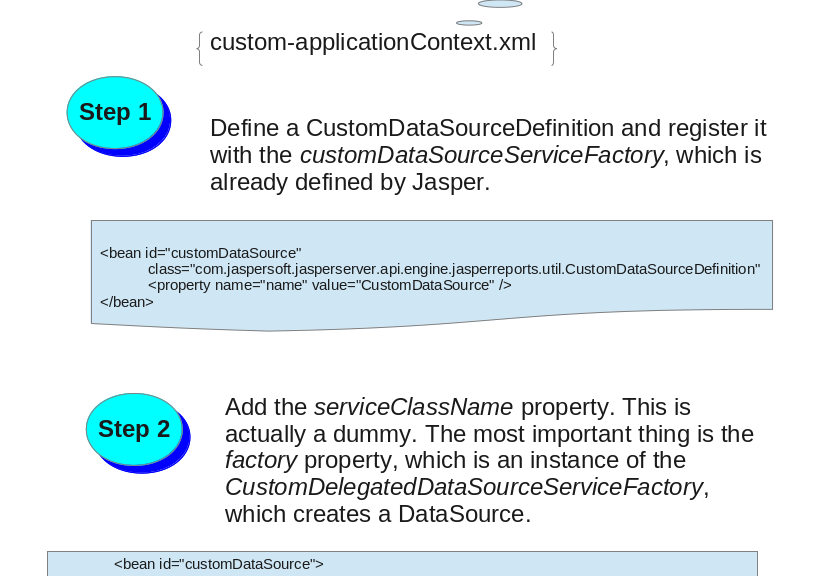 custom-applicationContext.xml
Step 1
Define a CustomDataSourceDefinition and register it
with the customDataSourceServiceFactory, which is
already defined by Jasper.
<bean id="customDataSource"
class="com.jaspersoft.jasperserver.api.engine.jasperreports.util.CustomDataSourceDefinition"
<property name="name" value="CustomDataSource" />
</bean>
Step 2
Add the serviceClassName property. This is
actually a dummy. The most important thing is the
factory property, which is an instance of the
CustomDelegatedDataSourceServiceFactory,
which creates a DataSource.
<bean id="customDataSource">